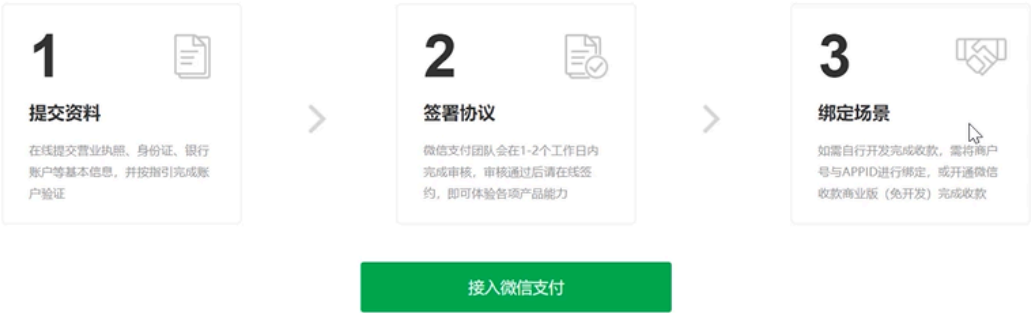 1
提交资料
在线提交营业执照、身份证、银行
账户等基本信息，并按指引完成账
户验证
2
签署协议
微信支付团队会在1-2个工作日内
完成审核，审核通过后请在线签
约，即可体验各项产品能力
3
绑定场景
如需自行开发完成收款，需将商户
号与APPID进行绑定，或开通微信
收款商业版（免开发）完成收款
接入微信支付